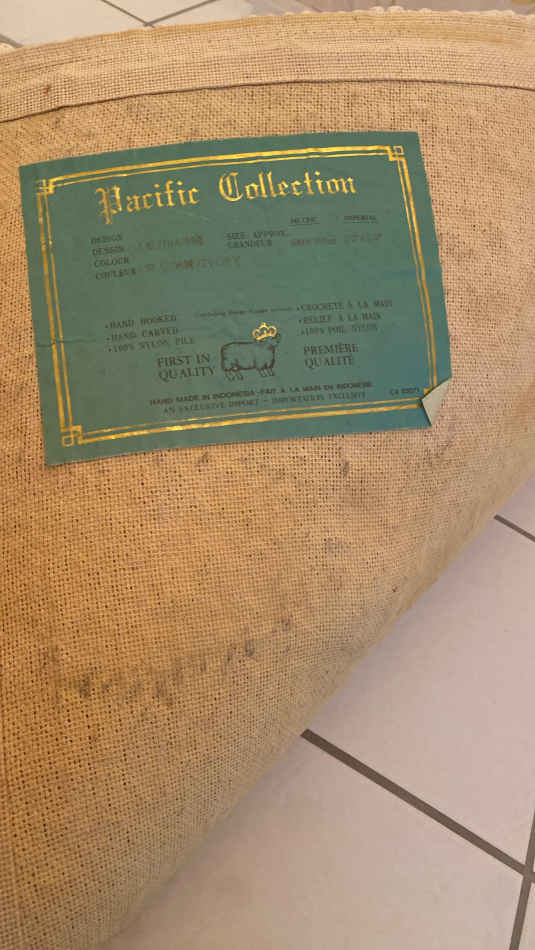 Pacific Collection
METRIC IMPERIAL
DESIGN SIZE: APPROX.
DESSIN GRANDEUR
COLOUR
COULEUR
•HAND HOOKED •CROCHETÉ À LA MAIN
•HAND CARVED •RELIEF À LA MAIN
•100% NYLON PILE •100% POIL NYLON
FIRST IN PREMIÈRE
QUALITY QUALITÉ
HAND MADE IN INDONESIA-FAIT À LA MAIN EN INDONESIE
AN EXCLUSIVE IMPORT - IMPORTATION EXCLUSIVE